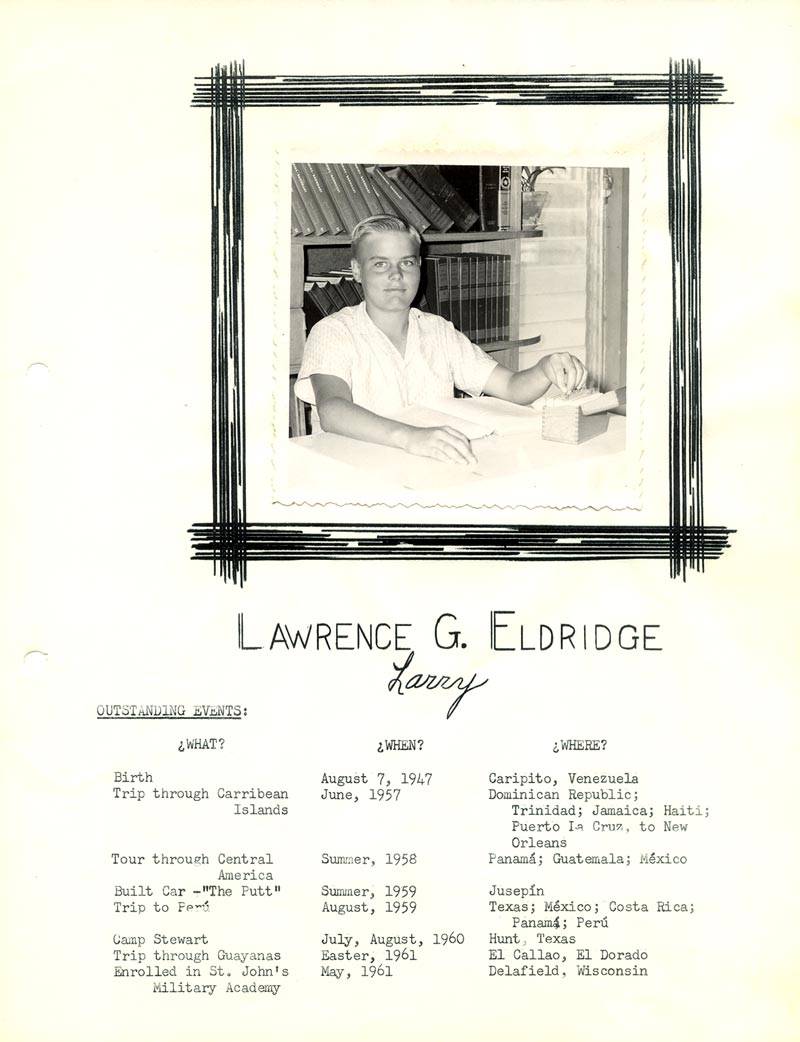 LAWRENCE G. ELDRIDGE
Larry
OUTSTANDING EVENTS:
¿WHAT? ¿WHEN? ¿WHERE?
Birth August 7, 1947 Caripito, Venezuela
Trip through Carribean June, 1957 Dominican Republic;
Islands Trinidad; Jamaica; Haiti;
Puerto La Cruz, to New
Orleans
Tour through Central Summer, 1958 Panamá; Guatemala; México
America
Built Car -"The Putt" Summer, 1959 Jusepín
Trip to Perú August, 1959 Texas; México; Costa Rica;
Panamá; Perú
Camp Stewart July, August, 1960 Hunt, Texas
Trip through Guayanas Easter, 1961 El Callao, El Dorado
Enrolled in St. John's May, 1961 Delafield, Wisconsin
Military Academy